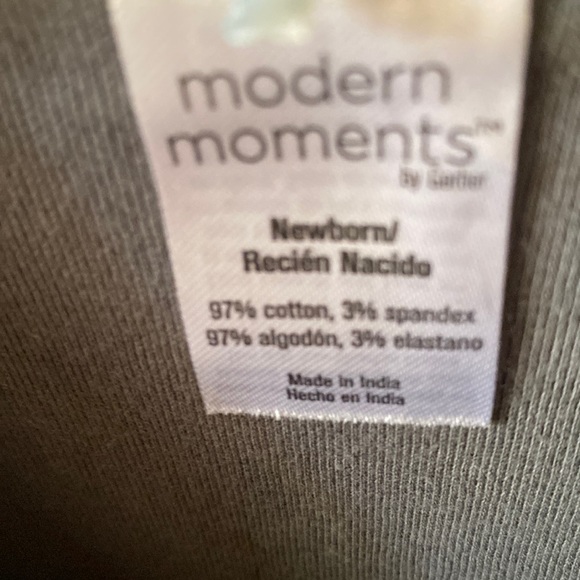 modern
moments™
by Gerber
Newborn/
Recién Nacido
97% cotton, 3% spandex
97% algodón, 3% elastano
Made in India
Hecho en India